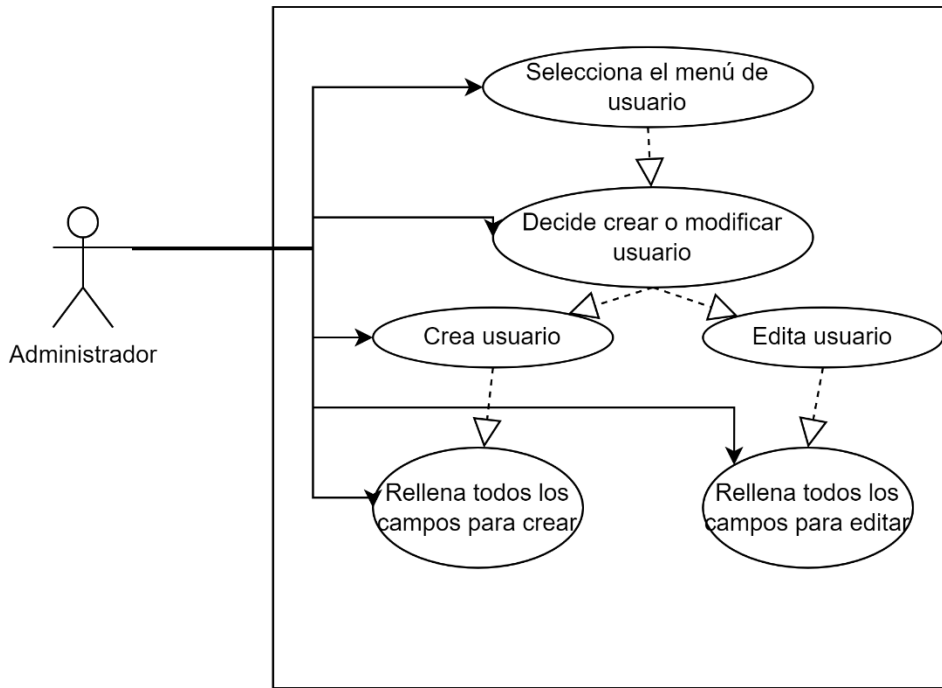 Selecciona el menú de
usuario
Decide crear o modificar
usuario
Administrador
Crea usuario
Edita usuario
Rellena todos los
campos para crear
Rellena todos los
campos para editar